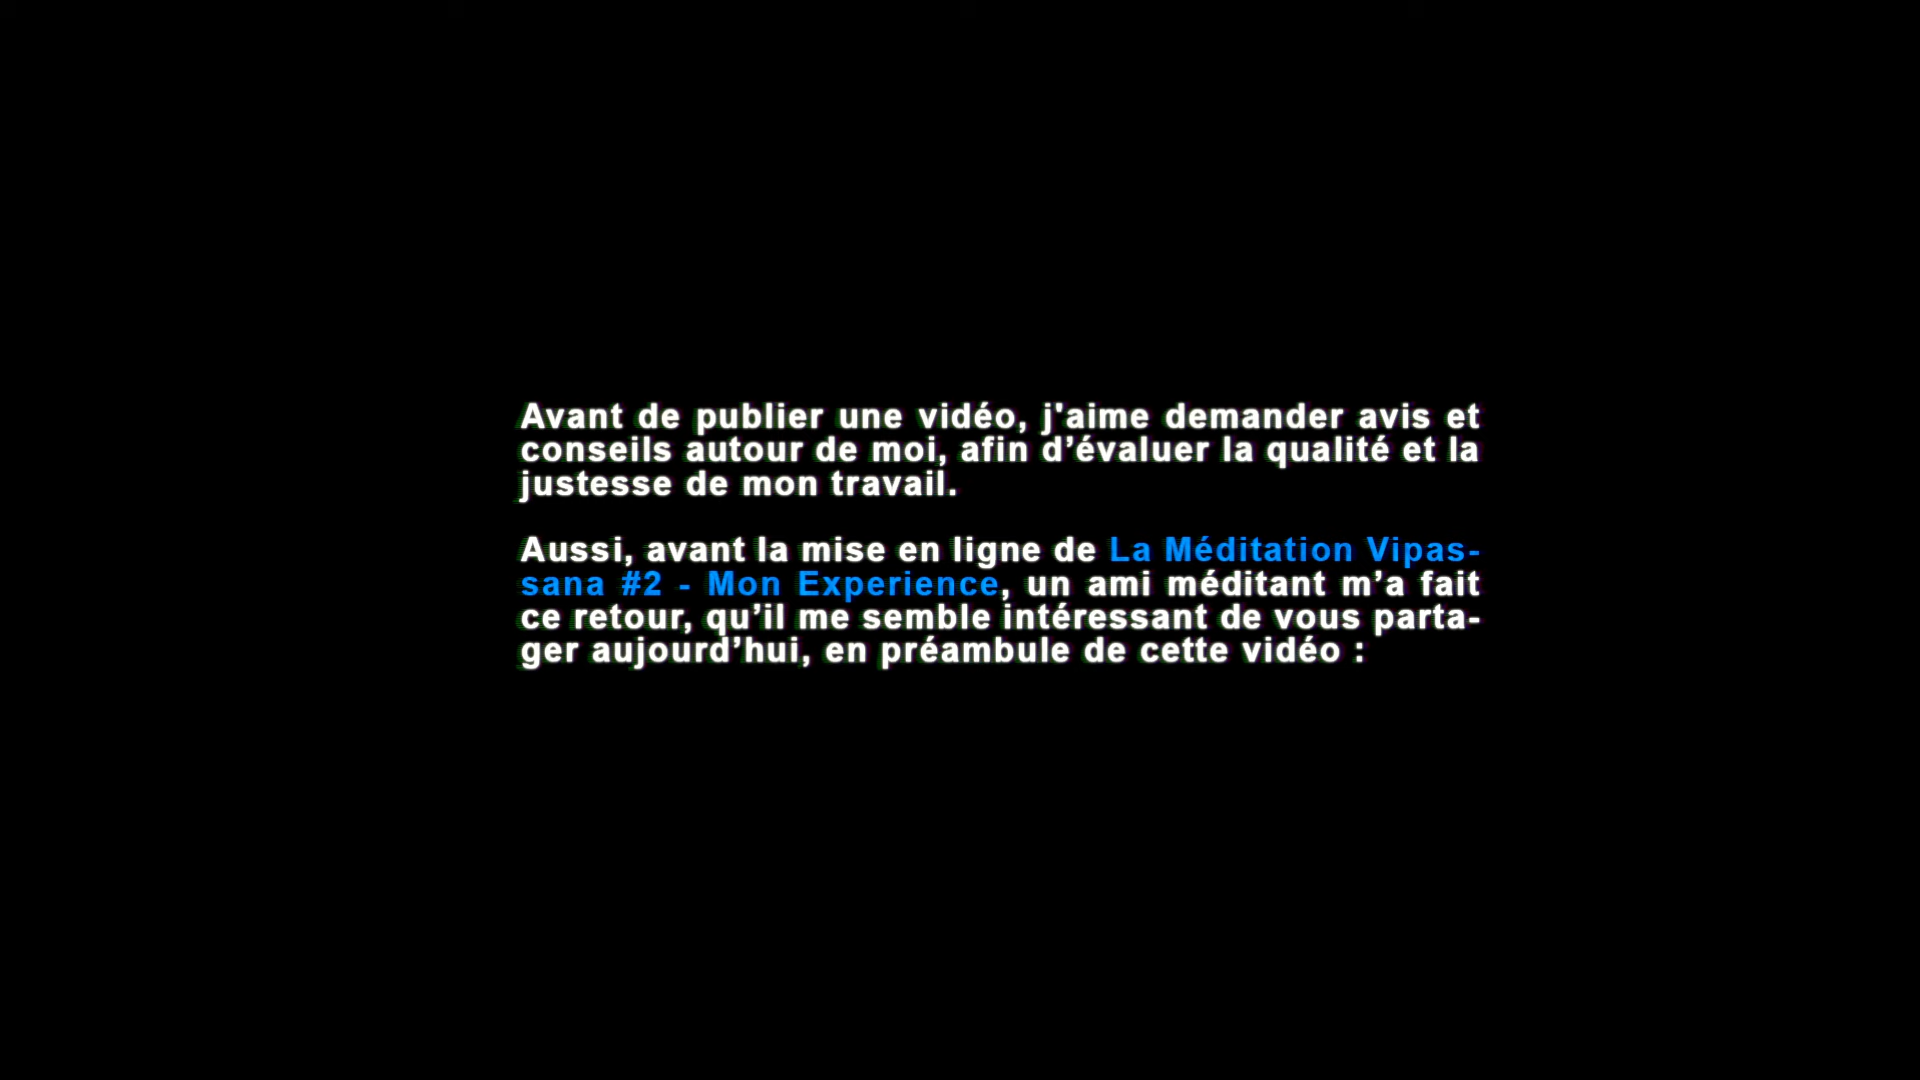 Avant de publier une vidéo, j'aime demander avis et
conseils autour de moi, afin d’évaluer la qualité et la
justesse de mon travail.
Aussi, avant la mise en ligne de La Méditation Vipas-
sana #2 - Mon Experience, un ami méditant m’a fait
ce retour, qu’il me semble intéressant de vous parta-
ger aujourd’hui, en préambule de cette vidéo :